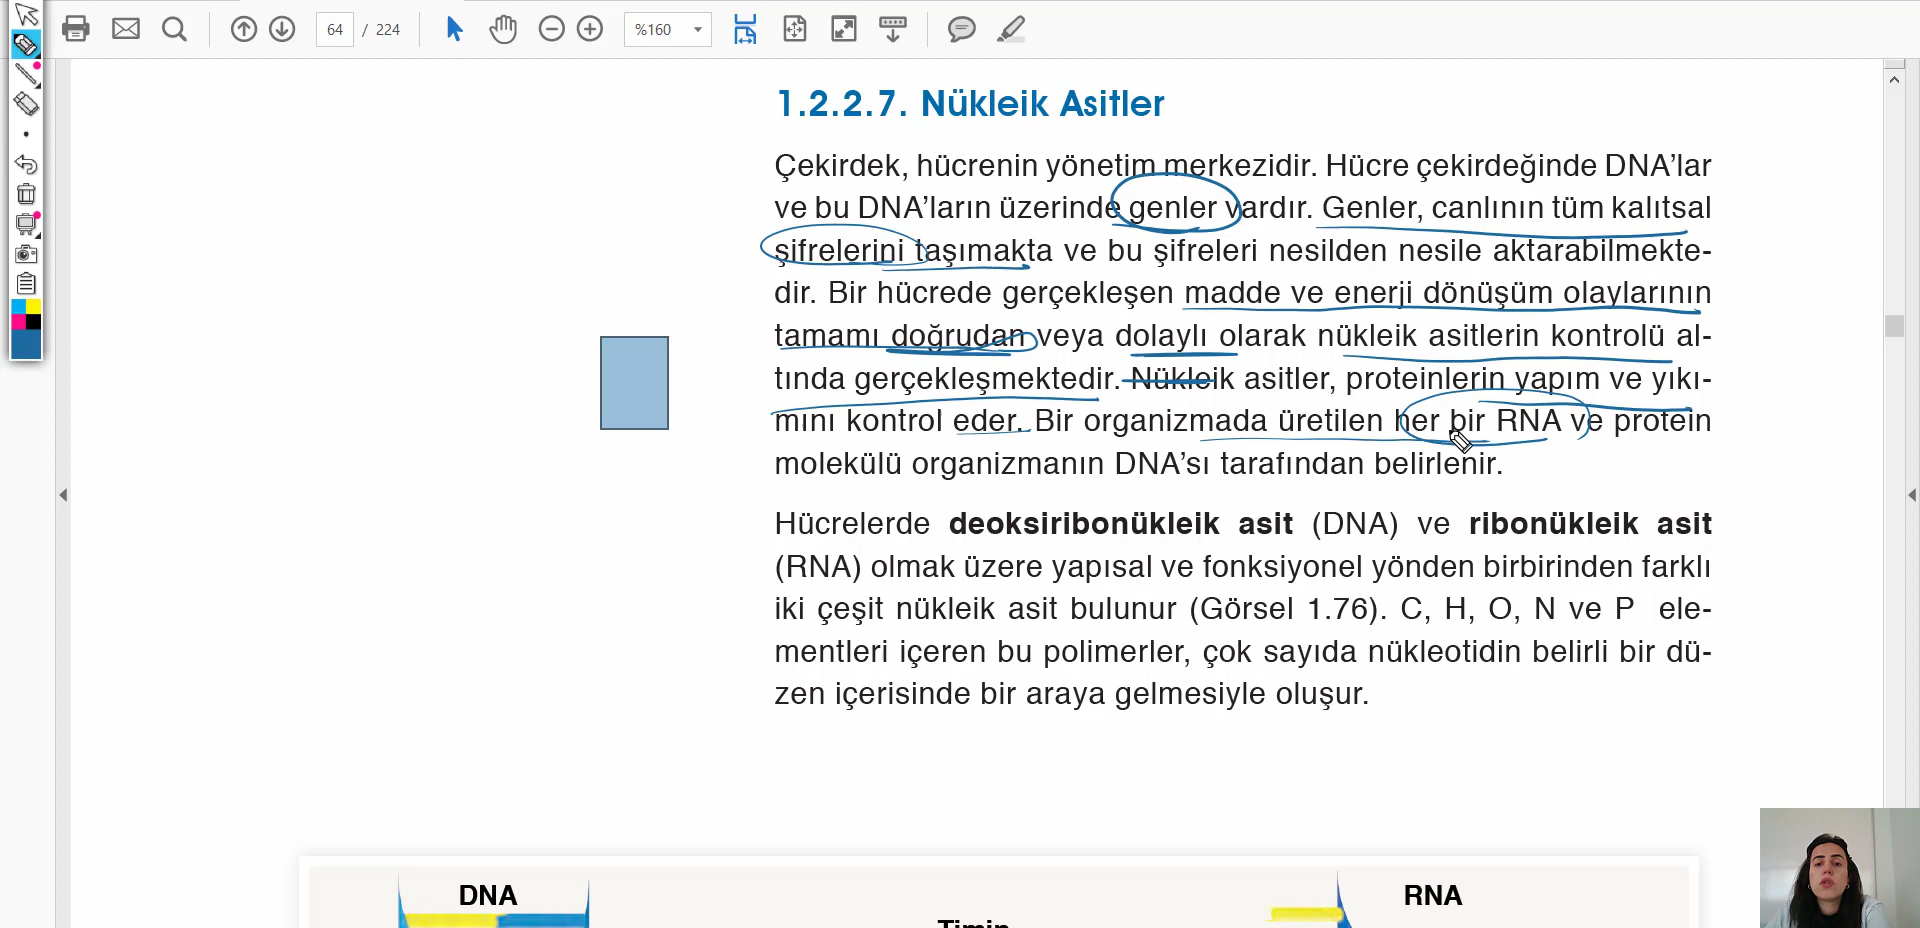 64 / 224 %160
1.2.2.7. Nükleik Asitler
Çekirdek, hücrenin yönetim merkezidir. Hücre çekirdeğinde DNA’lar
ve bu DNA’ların üzerinde genler vardır. Genler, canlının tüm kalıtsal
şifrelerini taşımakta ve bu şifreleri nesilden nesile aktarabilmekte-
dir. Bir hücrede gerçekleşen madde ve enerji dönüşüm olaylarının
tamamı doğrudan veya dolaylı olarak nükleik asitlerin kontrolü al-
tında gerçekleşmektedir. Nükleik asitler, proteinlerin yapım ve yıkı-
mını kontrol eder. Bir organizmada üretilen her bir RNA ve protein
molekülü organizmanın DNA’sı tarafından belirlenir.
Hücrelerde deoksiribonükleik asit (DNA) ve ribonükleik asit
(RNA) olmak üzere yapısal ve fonksiyonel yönden birbirinden farklı
iki çeşit nükleik asit bulunur (Görsel 1.76). C, H, O, N ve P ele-
mentleri içeren bu polimerler, çok sayıda nükleotidin belirli bir dü-
zen içerisinde bir araya gelmesiyle oluşur.
DNA
RNA
Timin